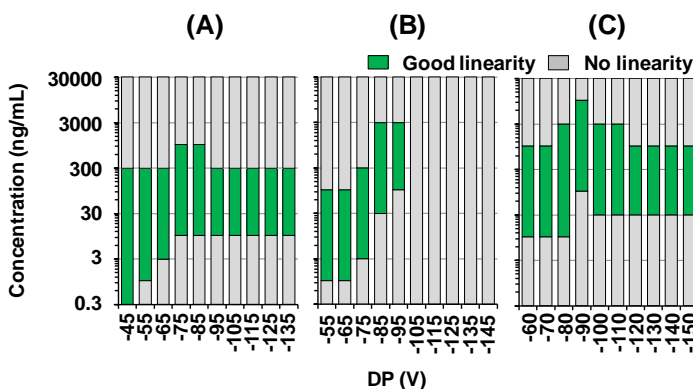 (A) (B) (C)
Good linearity No linearity
Concentration (ng/mL)
30000
3000
300
30
3
0.3
-45 -55 -65 -75 -85 -95 -105 -115 -125 -135
-55 -65 -75 -85 -95 -105 -115 -125 -135 -145
-60 -70 -80 -90 -100 -110 -120 -130 -140 -150
DP (V)